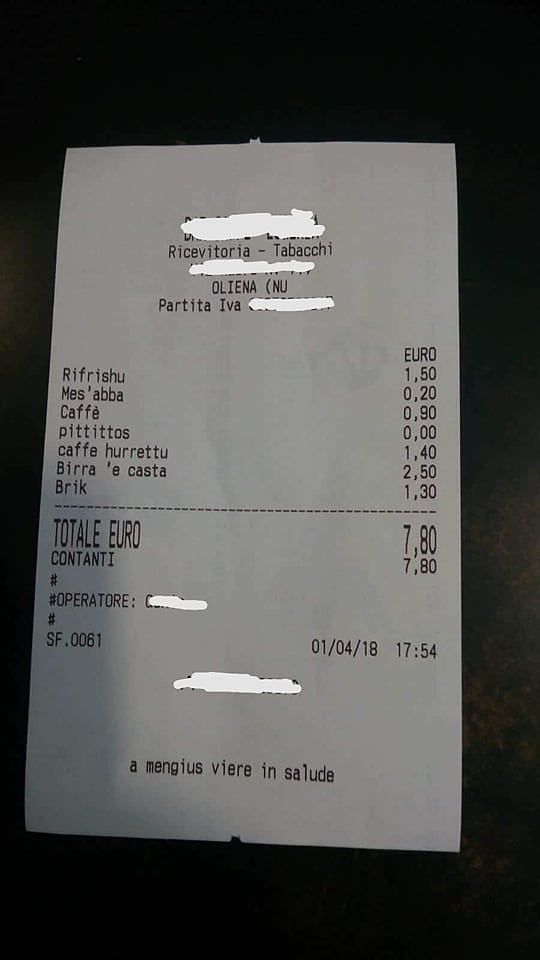 Ricevitoria - Tabacchi
OLIENA (NU
Partita Iva
EURO
Rifrishu 1,50
Mes'abba 0,20
Caffè 0,90
pittittos 0,00
caffe hurrettu 1,40
Birra 'e casta 2,50
Brik 1,30
--------------------------------
TOTALE EURO 7,80
CONTANTI 7,80
#
#OPERATORE:
#
SF.0061 01/04/18 17:54
a mengius viere in salude